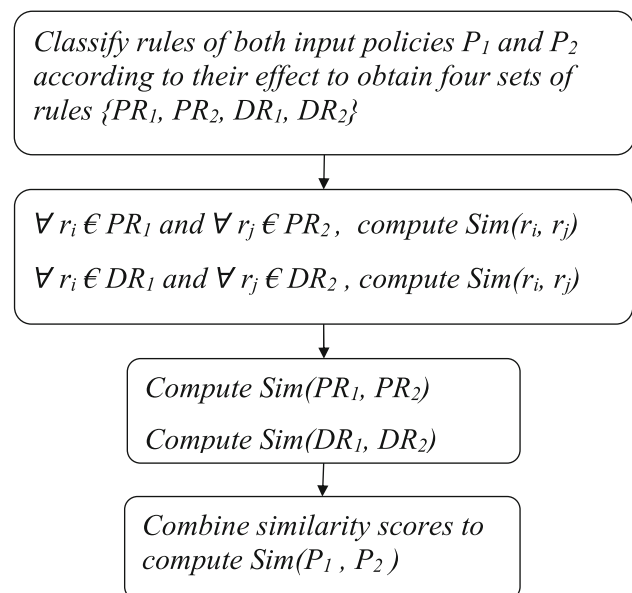 Classify rules of both input policies P₁ and P₂
according to their effect to obtain four sets of
rules {PR₁, PR₂, DR₁, DR₂}
∀ rᵢ € PR₁ and ∀ rⱼ € PR₂ , compute Sim(rᵢ, rⱼ)
∀ rᵢ € DR₁ and ∀ rⱼ € DR₂ , compute Sim(rᵢ, rⱼ)
Compute Sim(PR₁, PR₂)
Compute Sim(DR₁, DR₂)
Combine similarity scores to
compute Sim(P₁ , P₂ )